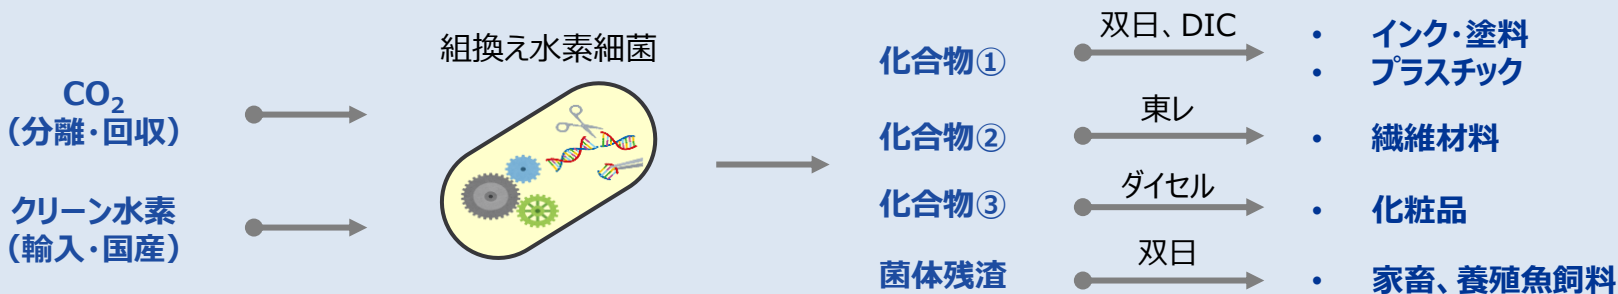 CO₂
（分離・回収）
クリーン水素
（輸入・国産）
組換え水素細菌
化合物①
双日、DIC
• インク・塗料
• プラスチック
化合物②
東レ
• 繊維材料
化合物③
ダイセル
• 化粧品
菌体残渣
双日
• 家畜、養殖魚飼料